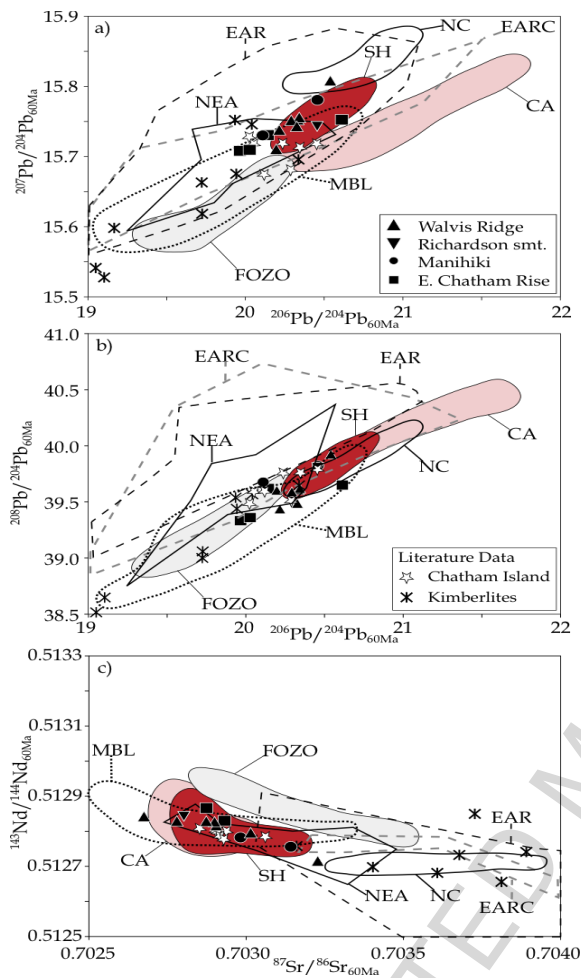 a)
15.9
15.8
15.7
15.6
15.5
207Pb/204Pb60Ma
EAR
NC
EARC
SH
NEA
CA
MBL
FOZO
Walvis Ridge
Richardson smt.
Manihiki
E. Chatham Rise
19
20
21
22
206Pb/204Pb60Ma
b)
41.0
40.5
40.0
39.5
39.0
38.5
208Pb/204Pb60Ma
EARC
EAR
SH
NEA
CA
NC
MBL
FOZO
Literature Data
Chatham Island
Kimberlites
19
20
21
22
206Pb/204Pb60Ma
c)
0.5133
0.5131
0.5129
0.5127
0.5125
143Nd/144Nd60Ma
MBL
FOZO
EAR
CA
SH
NEA
NC
EARC
0.7025
0.7030
0.7035
0.7040
87Sr/86Sr60Ma
TED M